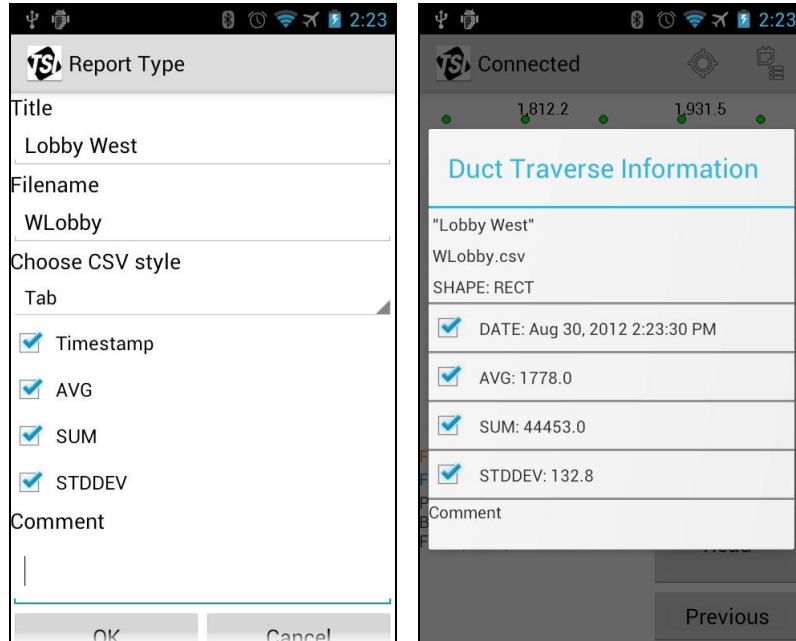 2:23
TSI Report Type
Title
Lobby West
Filename
WLobby
Choose CSV style
Tab
Timestamp
AVG
SUM
STDDEV
Comment
OK
Cancel
2:23
TSI Connected
1,812.2
1,931.5
Duct Traverse Information
"Lobby West"
WLobby.csv
SHAPE: RECT
DATE: Aug 30, 2012 2:23:30 PM
AVG: 1778.0
SUM: 44453.0
STDDEV: 132.8
Comment
Read
Previous